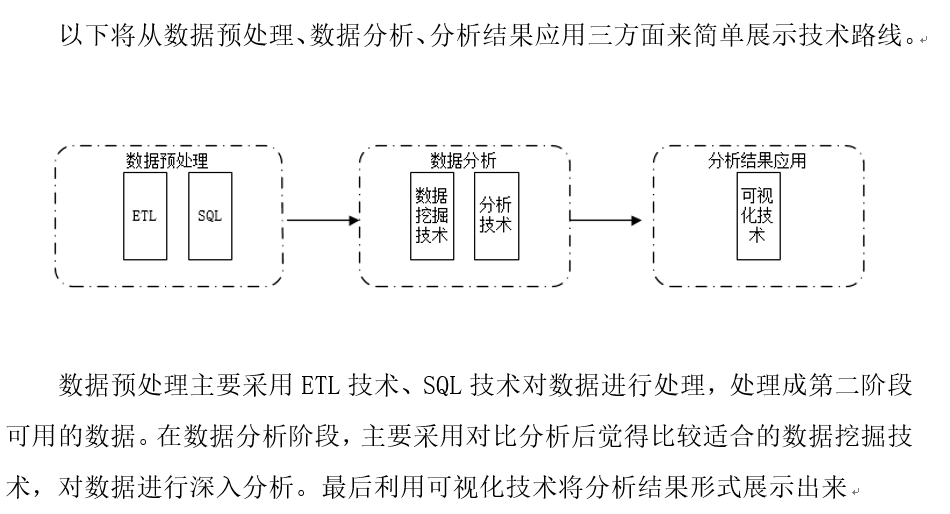 以下将从数据预处理、数据分析、分析结果应用三方面来简单展示技术路线。
数据预处理
ETL
SQL
数据分析
数据
挖掘
技术
分析
技术
分析结果应用
可视
化技
术
数据预处理主要采用 ETL 技术、SQL 技术对数据进行处理，处理成第二阶段
可用的数据。在数据分析阶段，主要采用对比分析后觉得比较适合的数据挖掘技
术，对数据进行深入分析。最后利用可视化技术将分析结果形式展示出来